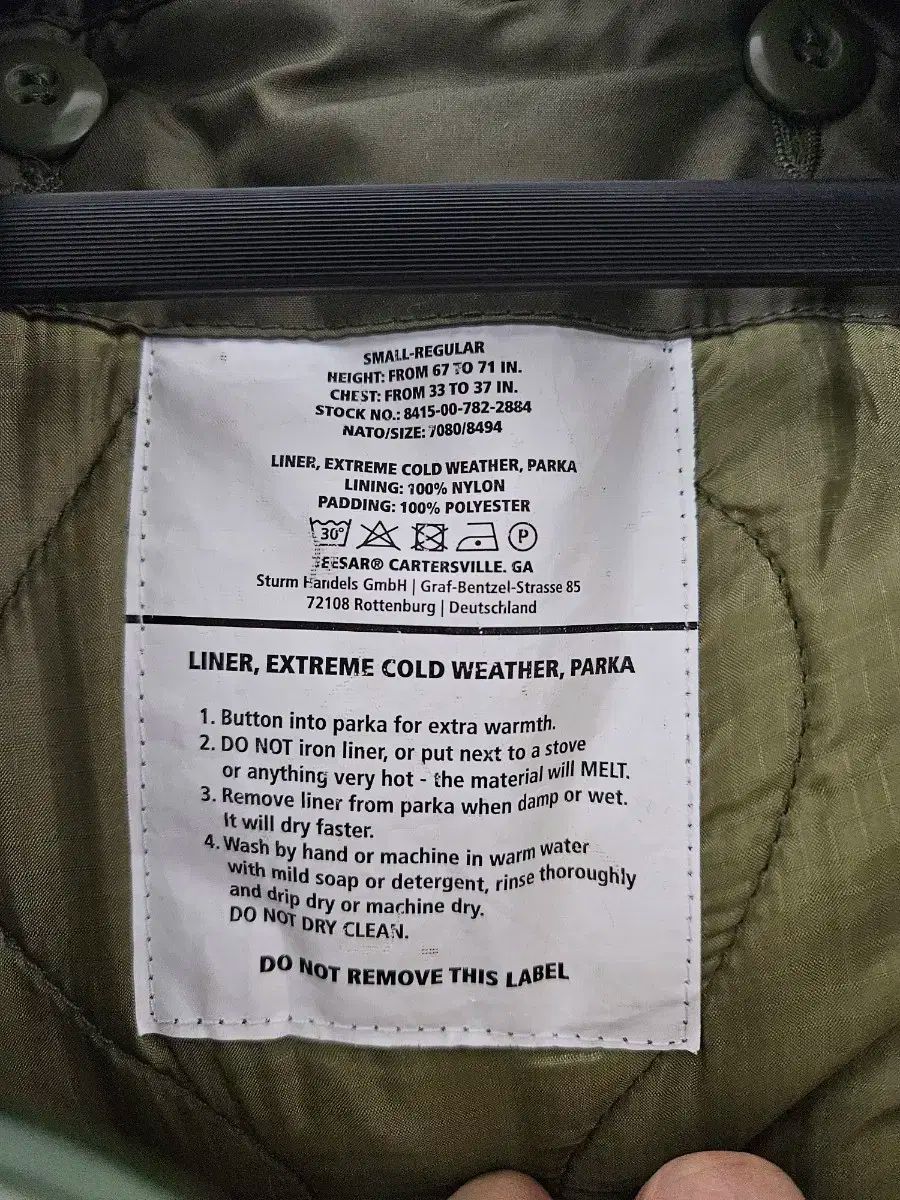 SMALL-REGULAR
HEIGHT: FROM 67 TO 71 IN.
CHEST: FROM 33 TO 37 IN.
STOCK NO.: 8415-00-782-2884
NATO/SIZE: 7080/8494
LINER, EXTREME COLD WEATHER, PARKA
LINING: 100% NYLON
PADDING: 100% POLYESTER
30° P
CARTERSVILLE. GA
Sturm Handels GmbH | Graf-Bentzel-Strasse 85
72108 Rottenburg | Deutschland
LINER, EXTREME COLD WEATHER, PARKA
1. Button into parka for extra warmth.
2. DO NOT iron liner, or put next to a stove
or anything very hot - the material will MELT.
3. Remove liner from parka when damp or wet.
It will dry faster.
4. Wash by hand or machine in warm water
with mild soap or detergent, rinse thoroughly
and drip dry or machine dry.
DO NOT DRY CLEAN.
DO NOT REMOVE THIS LABEL